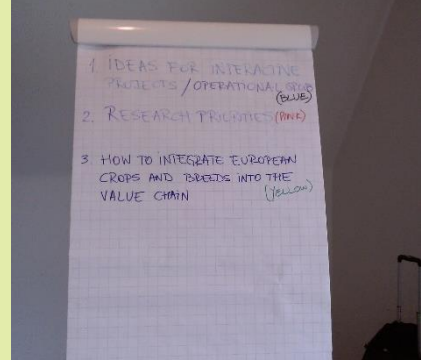 1. IDEAS FOR INTERACTIVE
PROJECTS / OPERATIONAL GROUPS
(BLUE)
2. RESEARCH PRIORITIES (PINK)
3. HOW TO INTEGRATE EUROPEAN
CROPS AND BREEDS INTO THE
VALUE CHAIN (YELLOW)